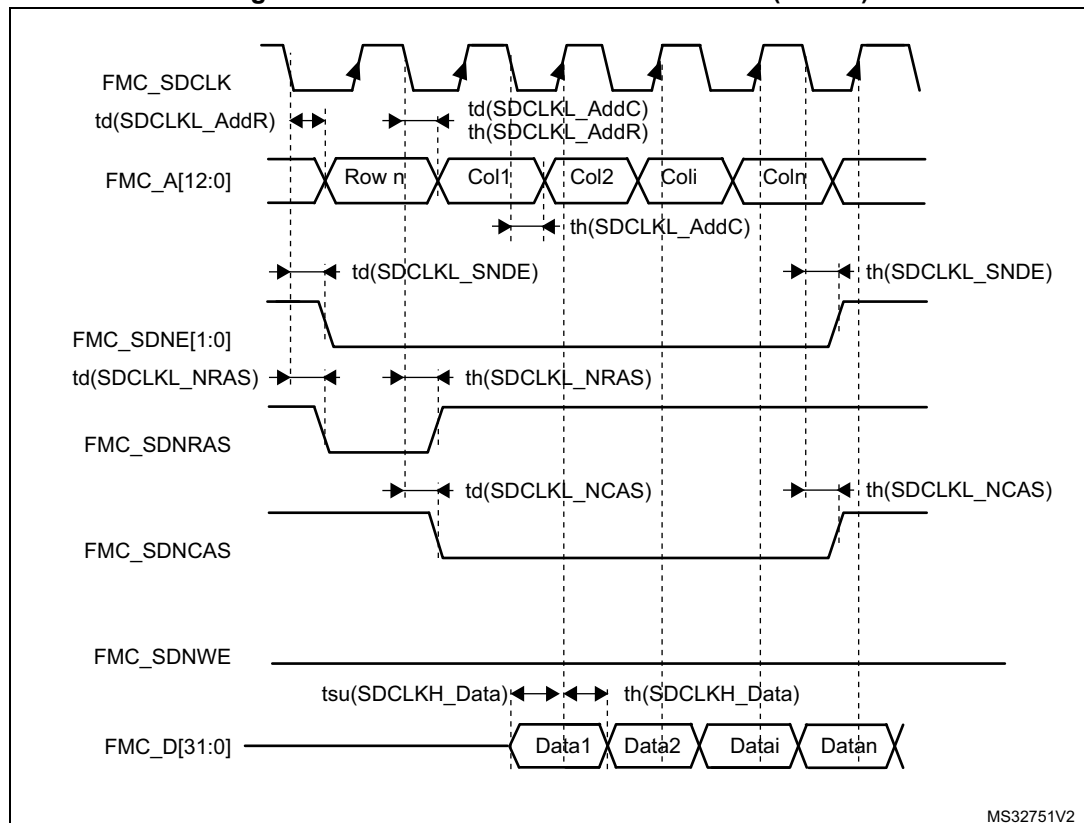 FMC_SDCLK
td(SDCLKL_AddR)
td(SDCLKL_AddC)
th(SDCLKL_AddR)
FMC_A[12:0]
Row n
Col1
Col2
Coli
Coln
th(SDCLKL_AddC)
td(SDCLKL_SNDE)
th(SDCLKL_SNDE)
FMC_SDNE[1:0]
td(SDCLKL_NRAS)
th(SDCLKL_NRAS)
FMC_SDNRAS
td(SDCLKL_NCAS)
th(SDCLKL_NCAS)
FMC_SDNCAS
FMC_SDNWE
tsu(SDCLKH_Data)
th(SDCLKH_Data)
FMC_D[31:0]
Data1
Data2
Datai
Datan
MS32751V2